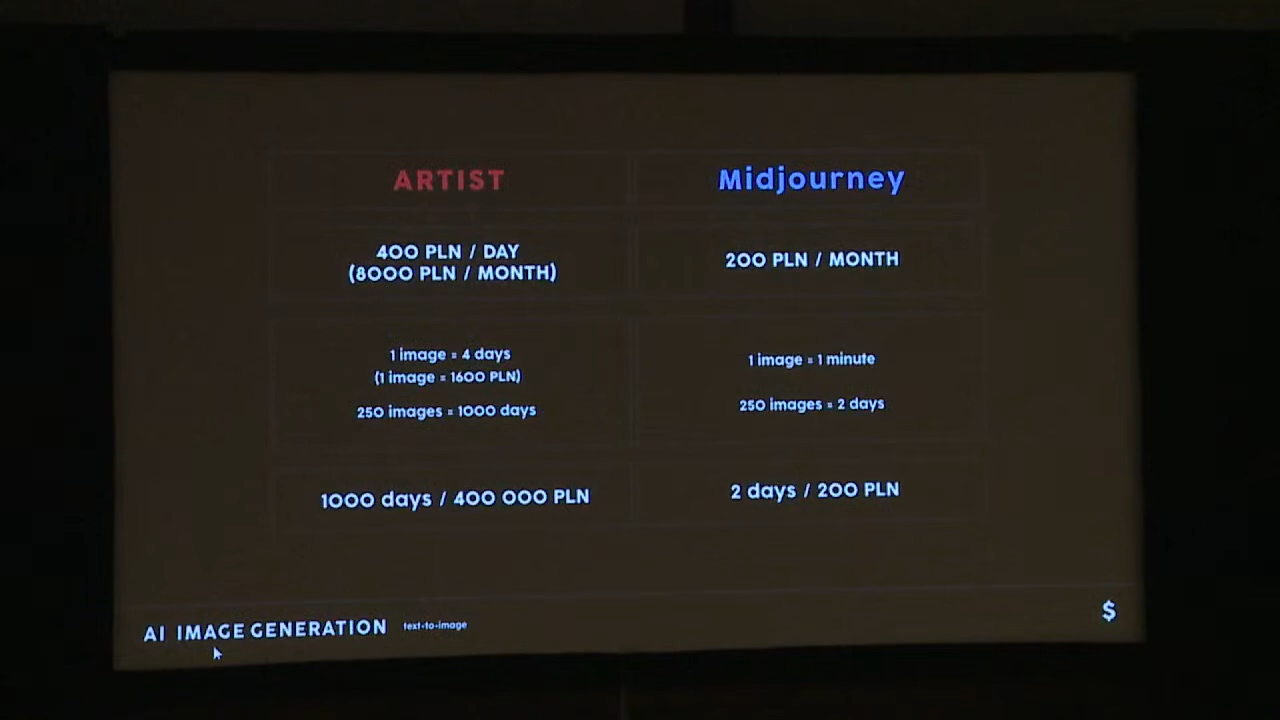 ARTIST
Midjourney
400 PLN / DAY
(8000 PLN / MONTH)
200 PLN / MONTH
1 image = 4 days
(1 image = 1600 PLN)
250 images = 1000 days
1 image = 1 minute
250 images = 2 days
1000 days / 400 000 PLN
2 days / 200 PLN
AI IMAGE GENERATION text-to-image
$